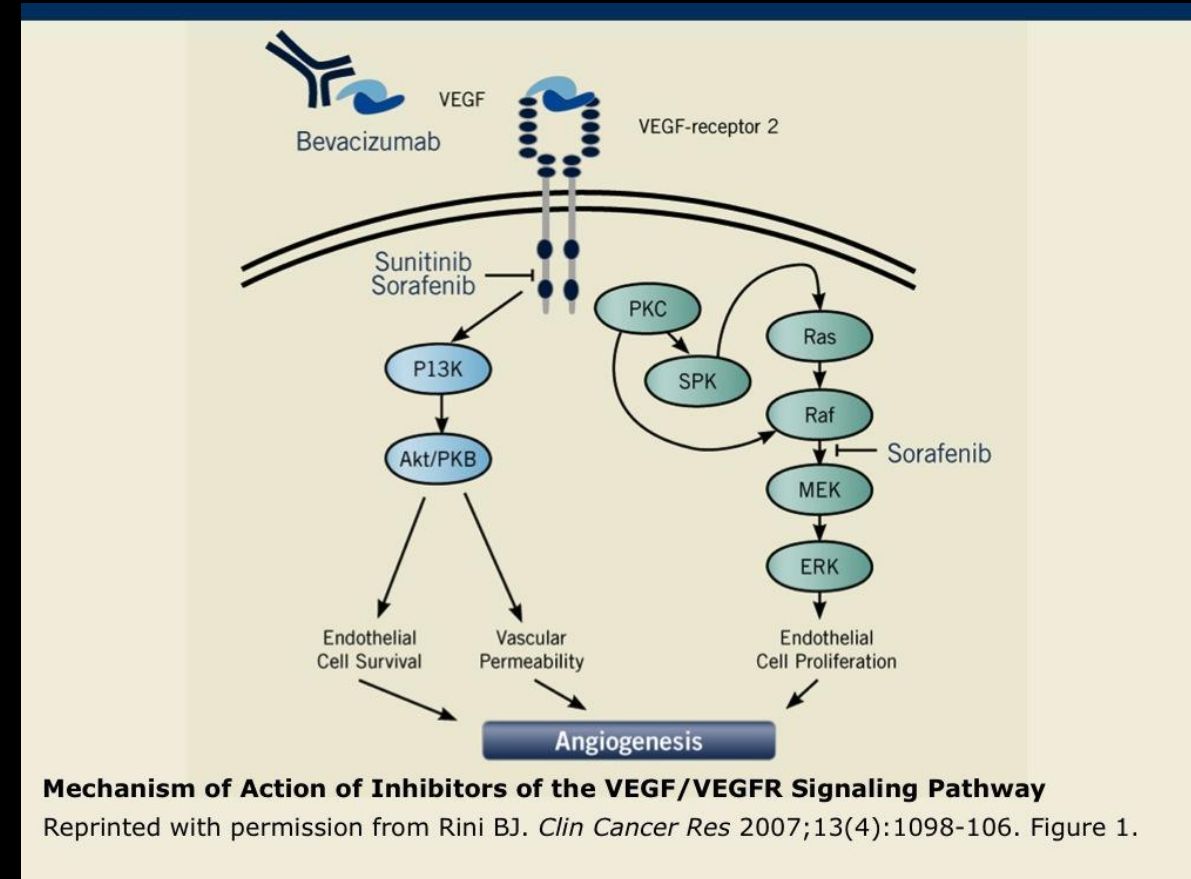 VEGF
VEGF-receptor 2
Bevacizumab
Sunitinib
Sorafenib
PKC
Ras
P13K
SPK
Raf
Akt/PKB
Sorafenib
MEK
ERK
Endothelial
Cell Survival
Vascular
Permeability
Endothelial
Cell Proliferation
Angiogenesis
Mechanism of Action of Inhibitors of the VEGF/VEGFR Signaling Pathway
Reprinted with permission from Rini BJ. Clin Cancer Res 2007;13(4):1098-106. Figure 1.